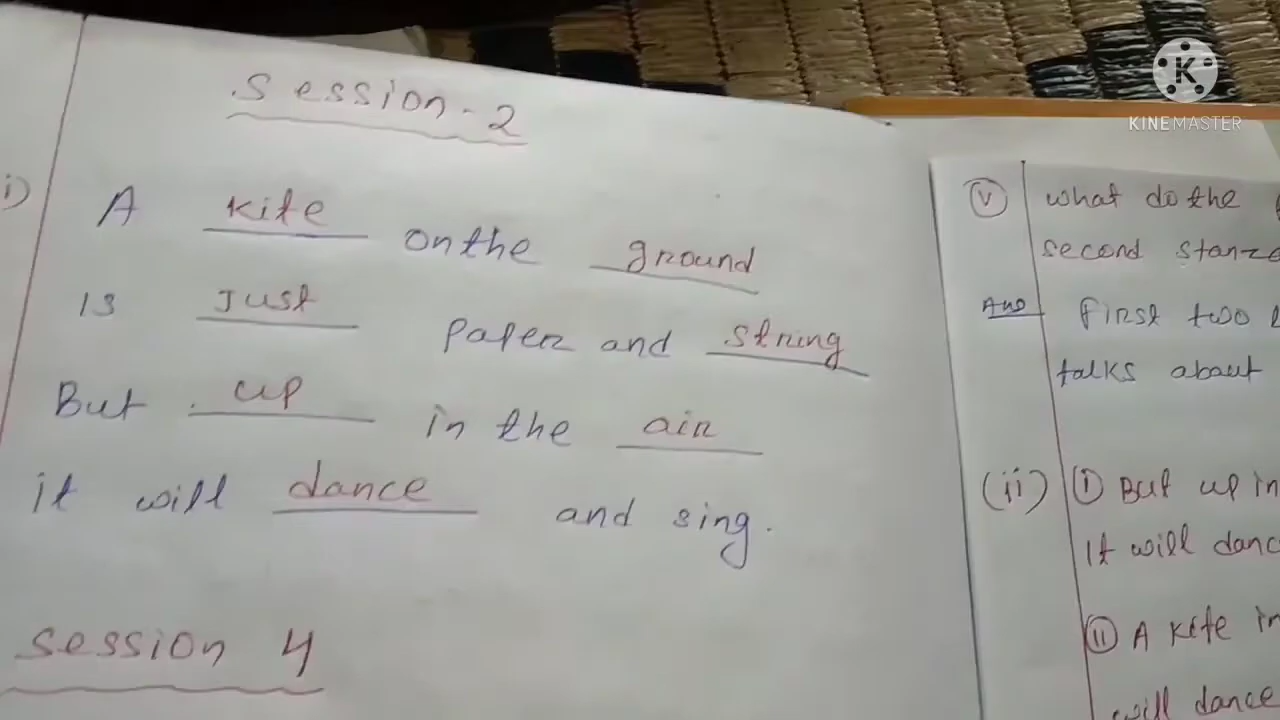 Session-2
i)
A kite on the ground
is Just paper and string
But up in the air
it will dance and sing.
Session 4
(v) what do the
second stanz
Ans First two
talks about
(ii) (i) But up in
It will danc
(ii) A kite in
will dance
KINEMASTER